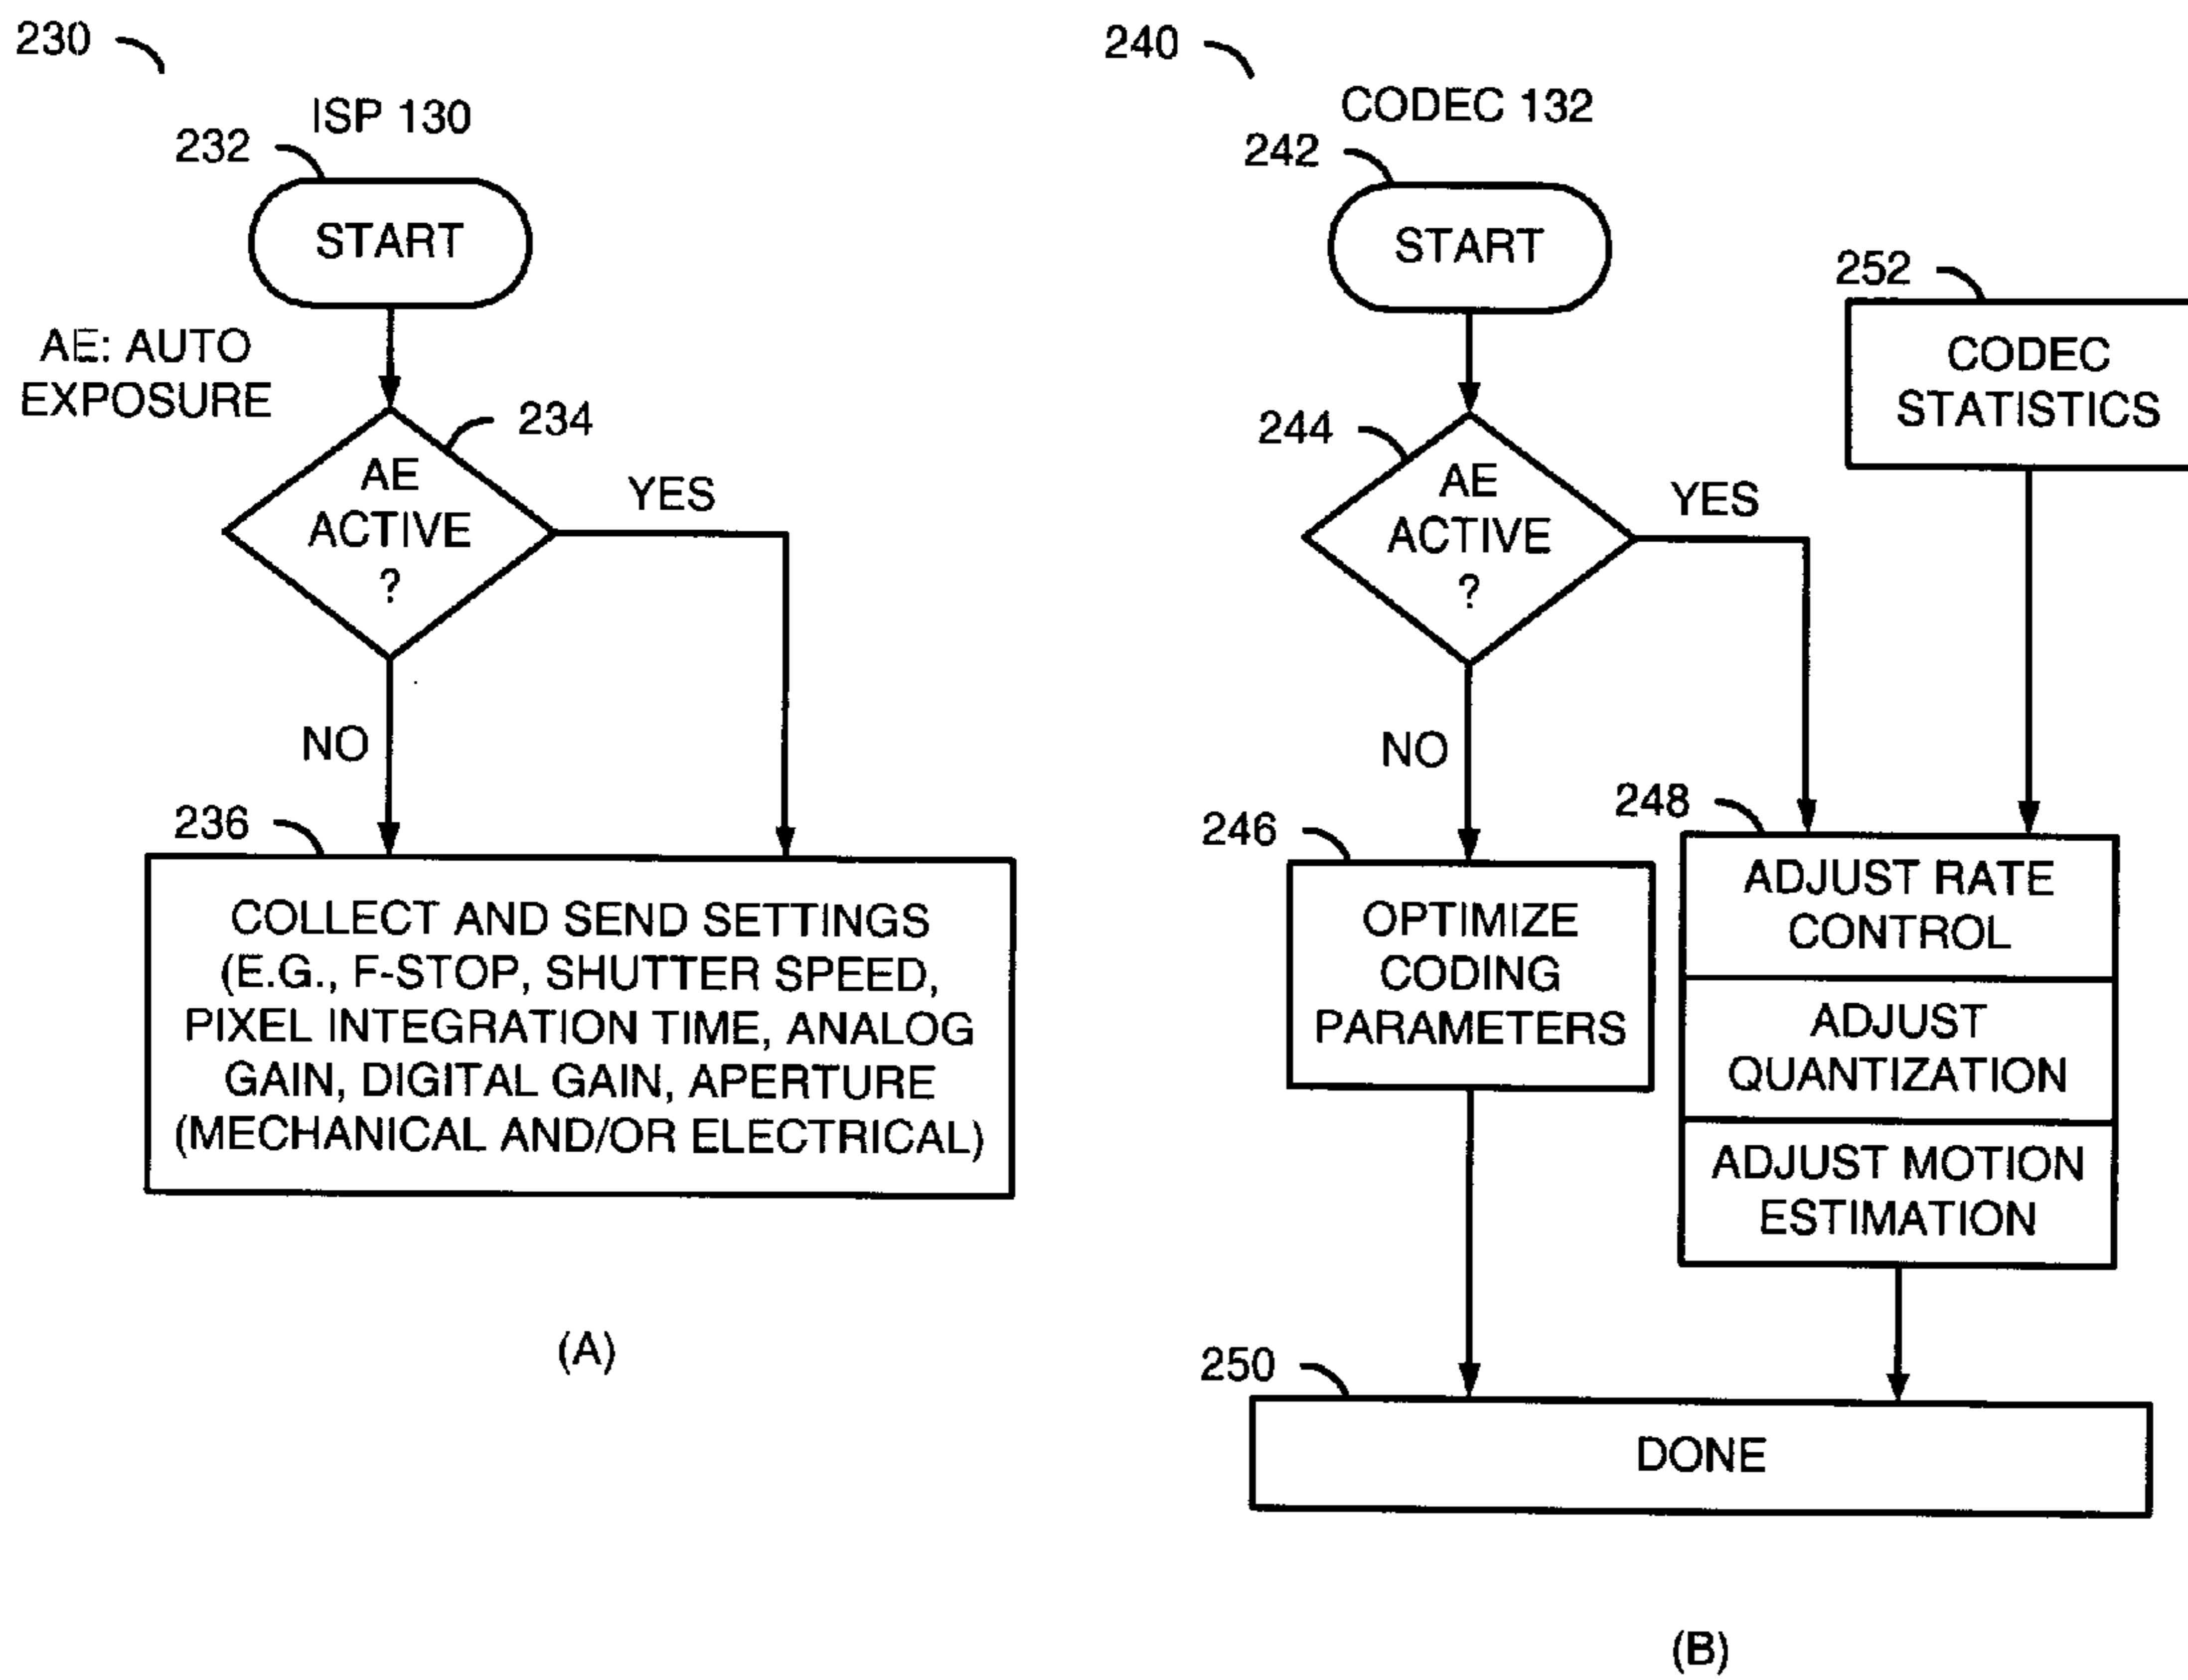 230
ISP 130
232
START
AE: AUTO
EXPOSURE
234
AE
ACTIVE
?
YES
NO
236
COLLECT AND SEND SETTINGS
(E.G., F-STOP, SHUTTER SPEED,
PIXEL INTEGRATION TIME, ANALOG
GAIN, DIGITAL GAIN, APERTURE
(MECHANICAL AND/OR ELECTRICAL)
(A)
240
CODEC 132
242
START
252
CODEC
STATISTICS
244
AE
ACTIVE
?
YES
NO
246
OPTIMIZE
CODING
PARAMETERS
248
ADJUST RATE
CONTROL
ADJUST
QUANTIZATION
ADJUST MOTION
ESTIMATION
250
DONE
(B)